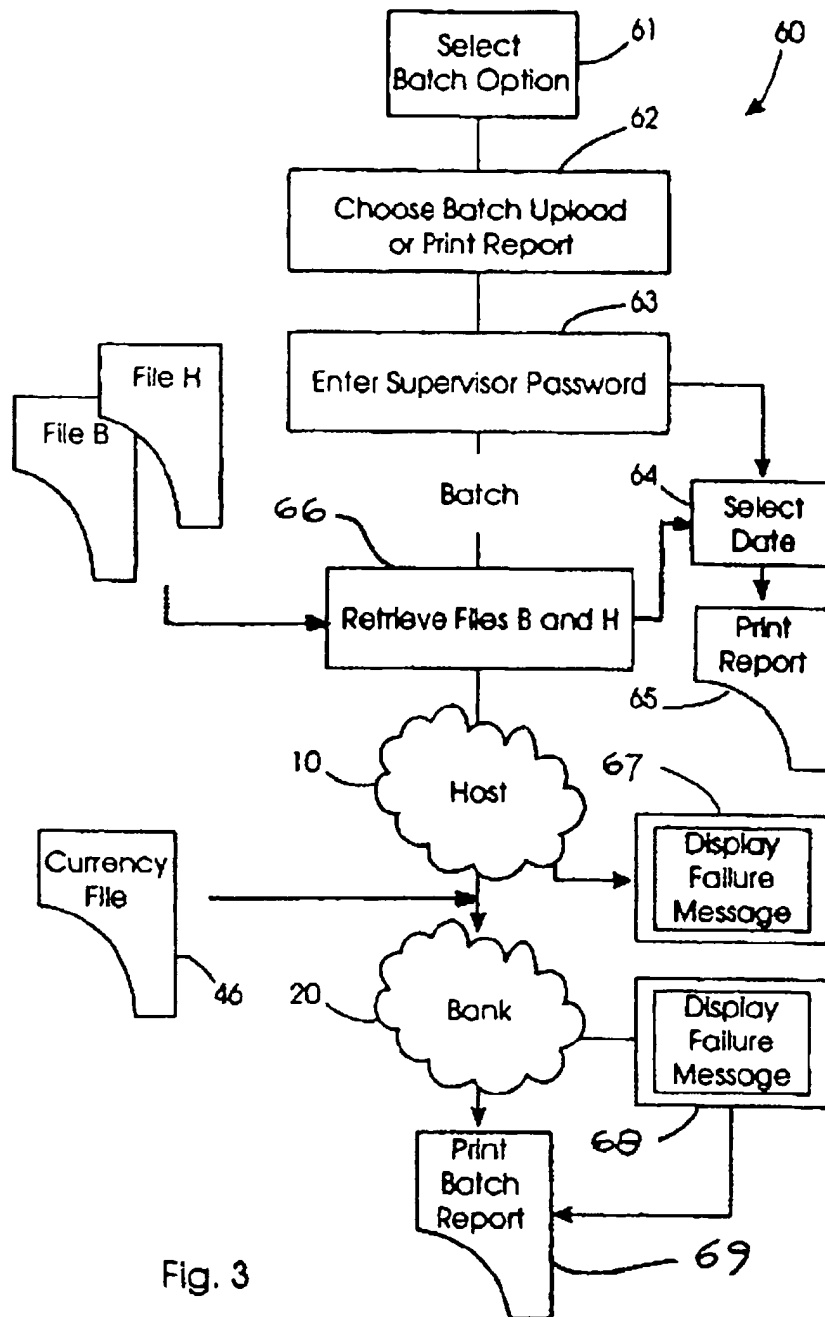 61
60
Select
Batch Option
62
Choose Batch Upload
or Print Report
63
Enter Supervisor Password
File H
File B
Batch
64
Select
Date
66
Retrieve Files B and H
Print
Report
65
10
Host
67
Display
Failure
Message
Currency
File
46
20
Bank
Display
Failure
Message
68
Print
Batch
Report
69
Fig. 3